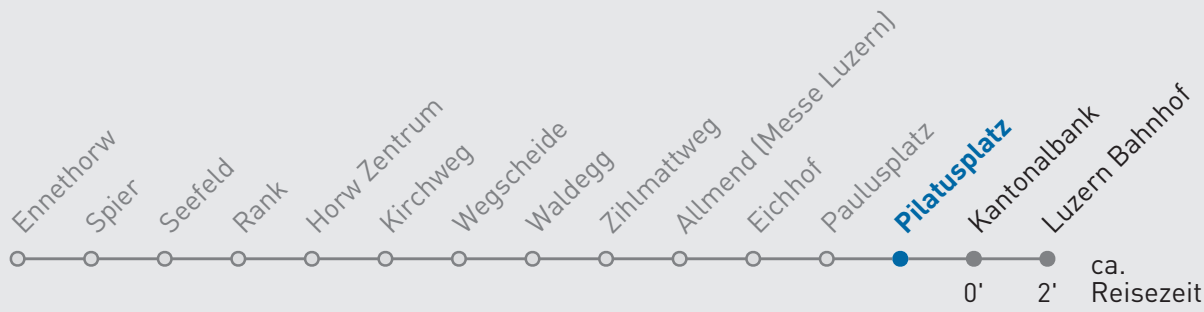 Ennethorw
Spier
Seefeld
Rank
Horw Zentrum
Kirchweg
Wegscheide
Waldegg
Zihlmattweg
Allmend (Messe Luzern)
Eichhof
Paulusplatz
Pilatusplatz
Kantonalbank
Luzern Bahnhof
0'
2'
ca.
Reisezeit